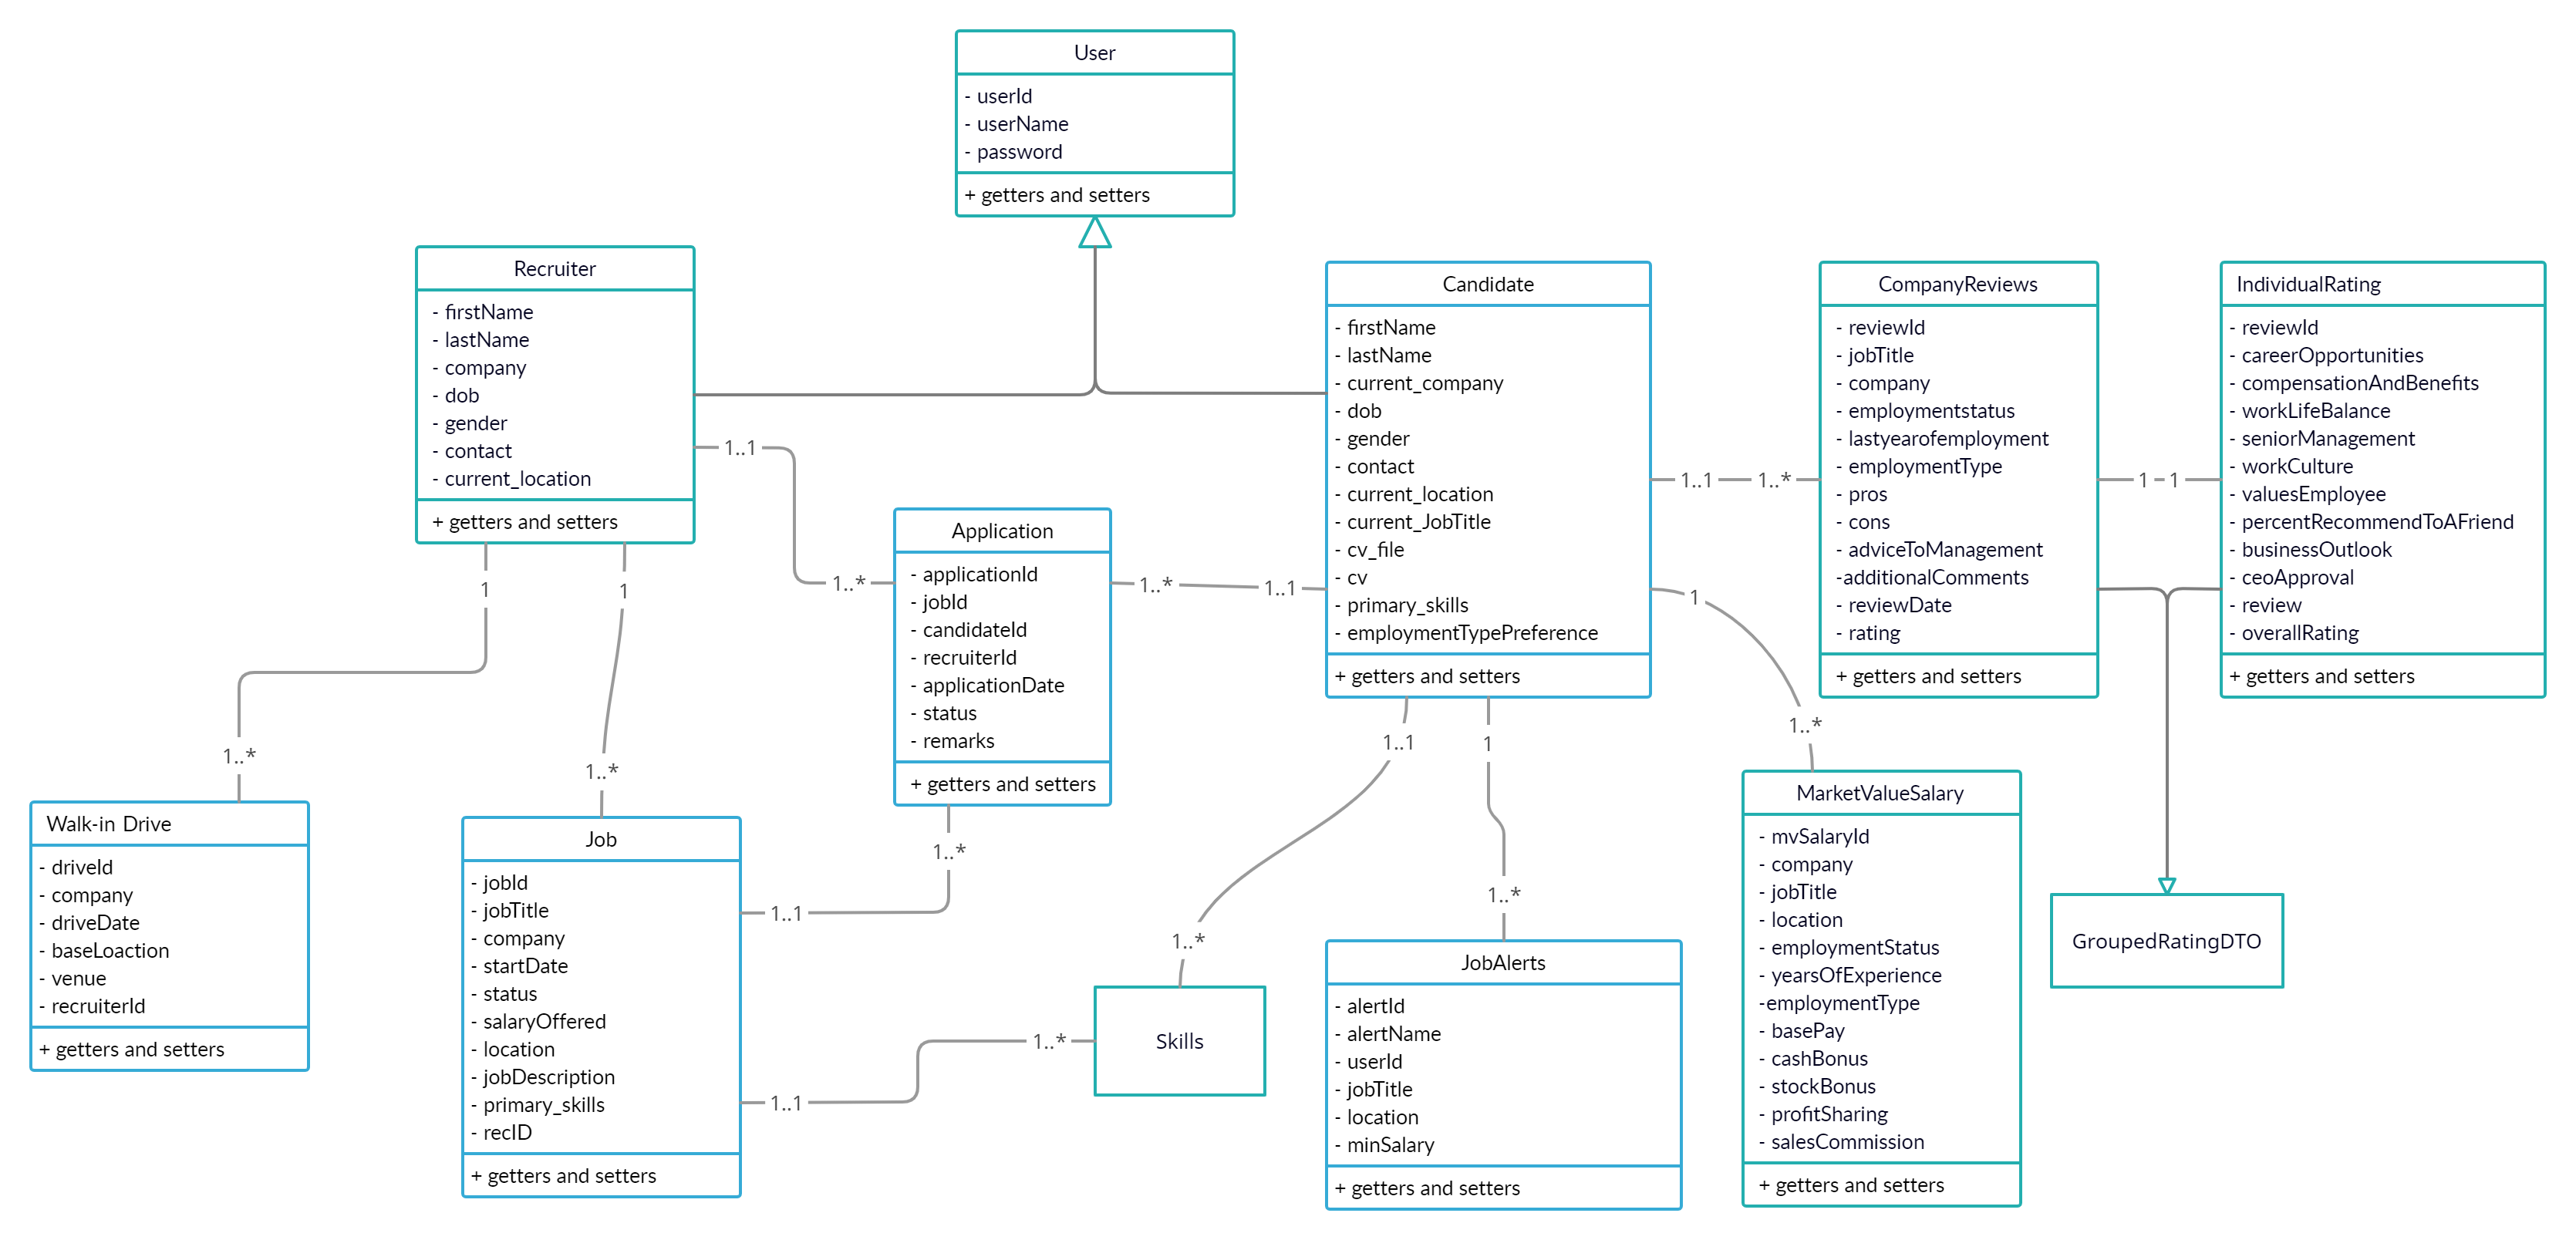 User
- userId
- userName
- password
+ getters and setters
Recruiter
- firstName
- lastName
- company
- dob
- gender
- contact
- current_location
+ getters and setters
Candidate
- firstName
- lastName
- current_company
- dob
- gender
- contact
- current_location
- current_JobTitle
- cv_file
- cv
- primary_skills
- employmentTypePreference
+ getters and setters
CompanyReviews
- reviewId
- jobTitle
- company
- employmentstatus
- lastyearofemployment
- employmentType
- pros
- cons
- adviceToManagement
-additionalComments
- reviewDate
- rating
+ getters and setters
IndividualRating
- reviewId
- careerOpportunities
- compensationAndBenefits
- workLifeBalance
- seniorManagement
- workCulture
- valuesEmployee
- percentRecommendToAFriend
- businessOutlook
- ceoApproval
- review
- overallRating
+ getters and setters
1..1
1..*
1..1
1..*
1
1
1..*
1..1
1
1..*
1
1..*
Application
- applicationId
- jobId
- candidateId
- recruiterId
- applicationDate
- status
- remarks
+ getters and setters
1
1..*
1..1
1..*
1
1..*
1..*
1..1
1..1
1..*
Walk-in Drive
- driveId
- company
- driveDate
- baseLoaction
- venue
- recruiterId
+ getters and setters
Job
- jobId
- jobTitle
- company
- startDate
- status
- salaryOffered
- location
- jobDescription
- primary_skills
- recID
+ getters and setters
Skills
JobAlerts
- alertId
- alertName
- userId
- jobTitle
- location
- minSalary
+ getters and setters
MarketValueSalary
- mvSalaryId
- company
- jobTitle
- location
- employmentStatus
- yearsOfExperience
-employmentType
- basePay
- cashBonus
- stockBonus
- profitSharing
- salesCommission
+ getters and setters
GroupedRatingDTO